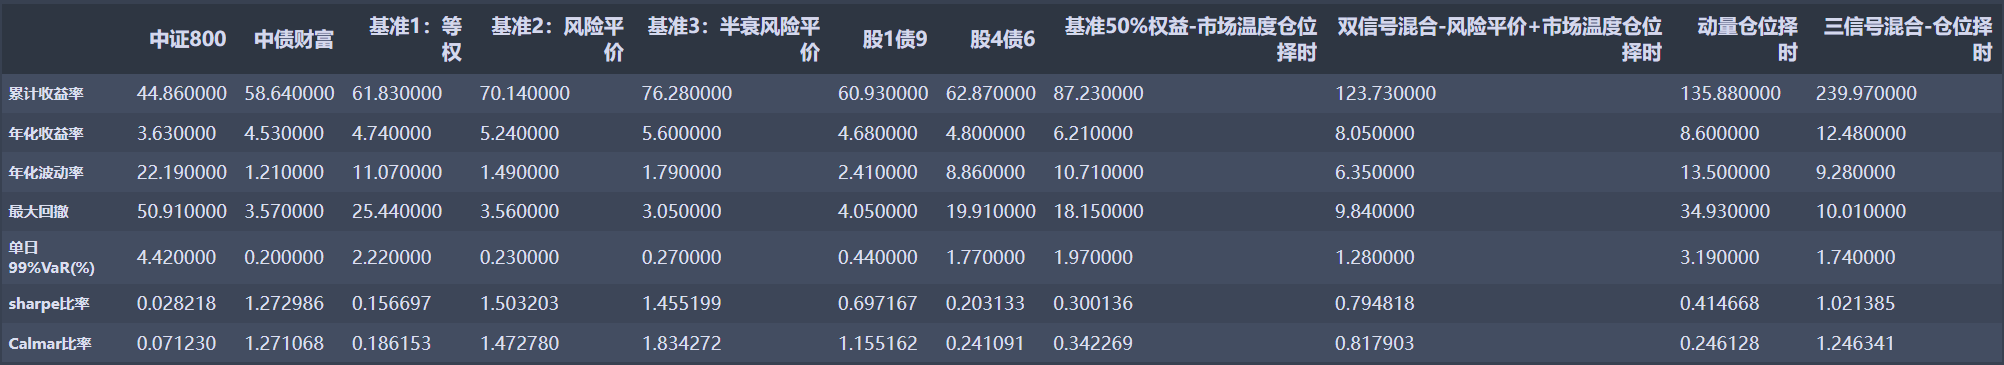 中证800 中债财富 基准1：等权 基准2：风险平价 基准3：半衰风险平价 股1债9 股4债6 基准50%权益-市场温度仓位择时 双信号混合-风险平价+市场温度仓位择时 动量仓位择时 三信号混合-仓位择时
累计收益率 44.860000 58.640000 61.830000 70.140000 76.280000 60.930000 62.870000 87.230000 123.730000 135.880000 239.970000
年化收益率 3.630000 4.530000 4.740000 5.240000 5.600000 4.680000 4.800000 6.210000 8.050000 8.600000 12.480000
年化波动率 22.190000 1.210000 11.070000 1.490000 1.790000 2.410000 8.860000 10.710000 6.350000 13.500000 9.280000
最大回撤 50.910000 3.570000 25.440000 3.560000 3.050000 4.050000 19.910000 18.150000 9.840000 34.930000 10.010000
单日99%VaR(%) 4.420000 0.200000 2.220000 0.230000 0.270000 0.440000 1.770000 1.970000 1.280000 3.190000 1.740000
sharpe比率 0.028218 1.272986 0.156697 1.503203 1.455199 0.697167 0.203133 0.300136 0.794818 0.414668 1.021385
Calmar比率 0.071230 1.271068 0.186153 1.472780 1.834272 1.155162 0.241091 0.342269 0.817903 0.246128 1.246341